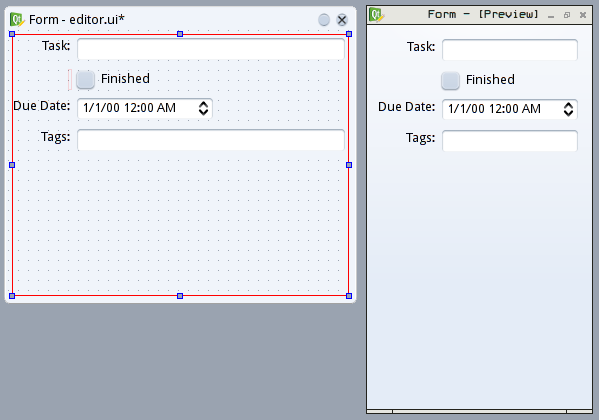 Form - editor.ui*
Task:
Finished
Due Date: 1/1/00 12:00 AM
Tags:
Form - [Preview]
Task:
Finished
Due Date: 1/1/00 12:00 AM
Tags: